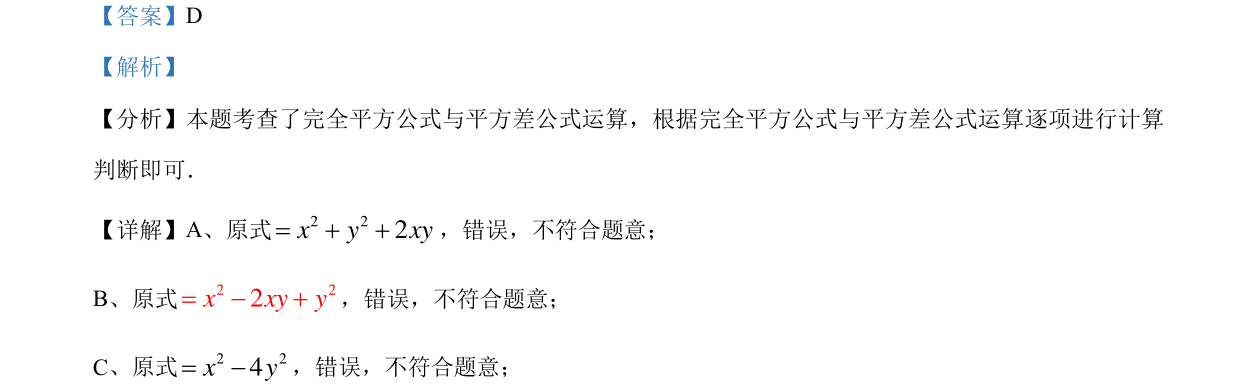 【答案】D
【解析】
【分析】本题考查了完全平方公式与平方差公式运算，根据完全平方公式与平方差公式运算逐项进行计算
判断即可．
【详解】A、原式＝x²＋y²＋2xy，错误，不符合题意；
B、原式＝x²－2xy＋y²，错误，不符合题意；
C、原式＝x²－4y²，错误，不符合题意；